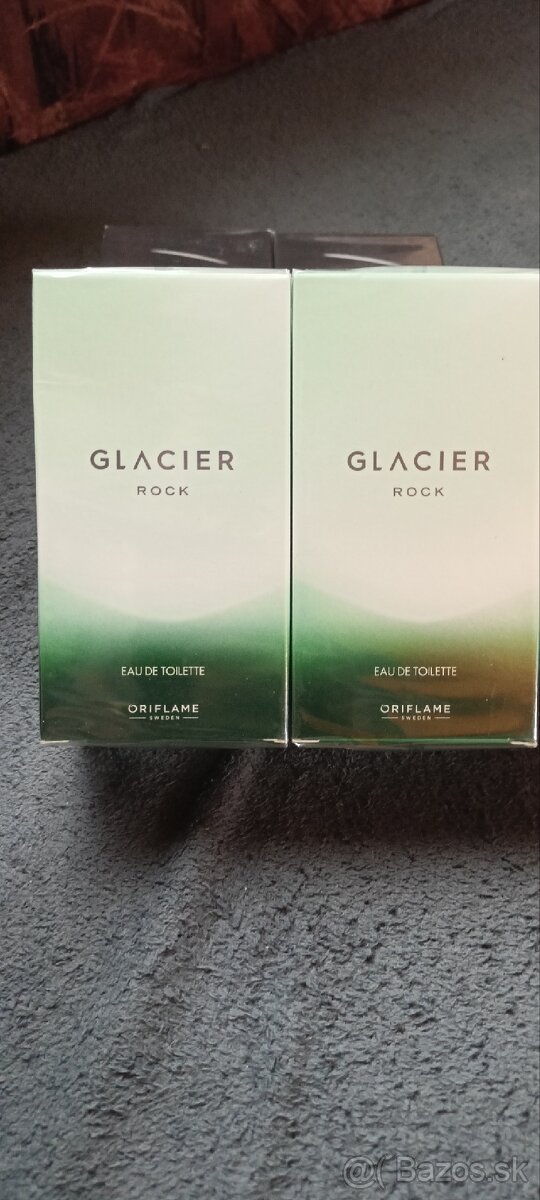 GLACIER
ROCK
EAU DE TOILETTE
ORIFLAME
SWEDEN
GLACIER
ROCK
EAU DE TOILETTE
ORIFLAME
SWEDEN
@( Bazos.sk